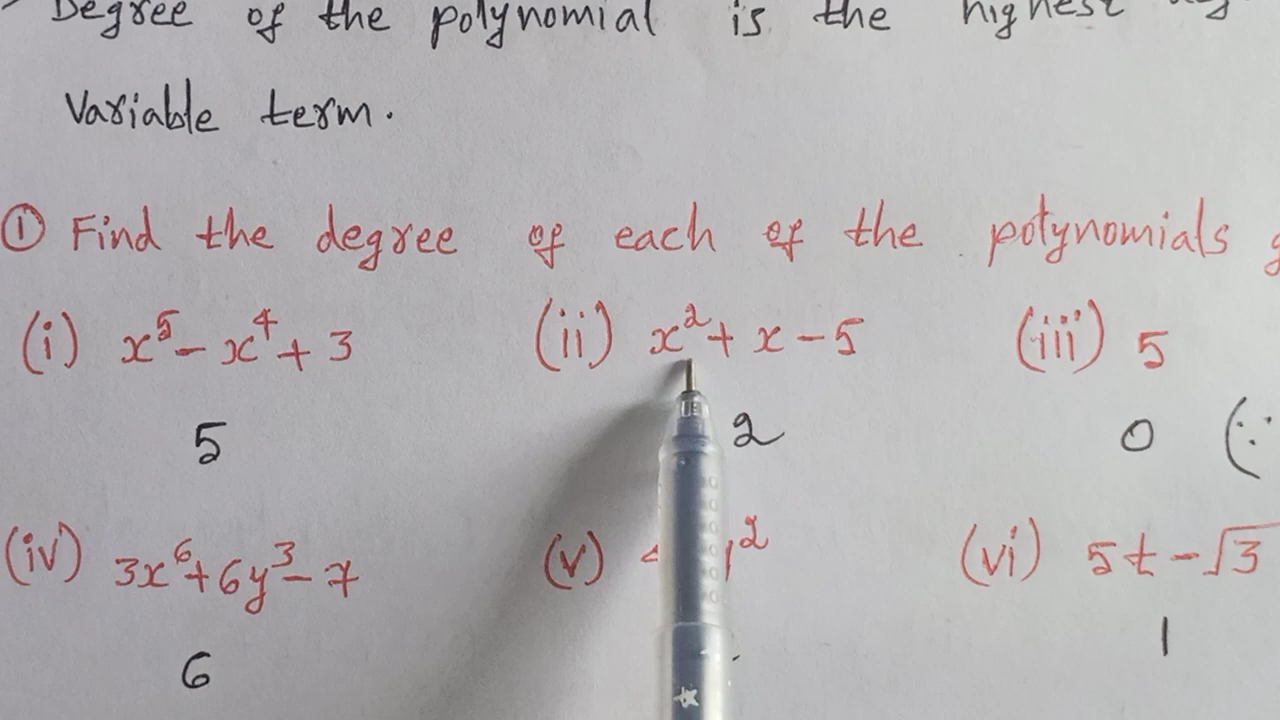 Degree of the polynomial is the highest
Variable term.
① Find the degree of each of the polynomials
(i) x⁵ - x⁴ + 3 (ii) x² + x - 5 (iii) 5
5 2 0 (∵
(iv) 3x⁶ + 6y³ - 7 (v) (vi) 5t - √3
6 1